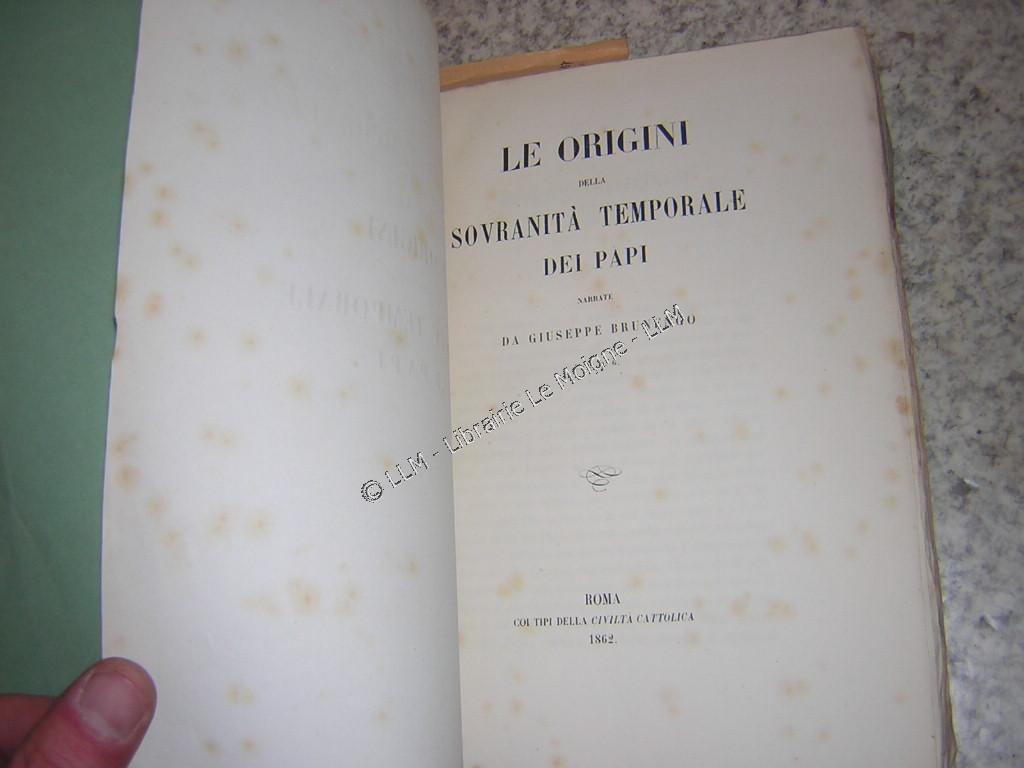 LE ORIGINI
DELLA
SOVRANITÀ TEMPORALE
DEI PAPI
NARRATE
DA GIUSEPPE BRUNENGO
© LLM - Librairie Le Moigne - LLM
ROMA
COI TIPI DELLA CIVILTÀ CATTOLICA
1862.